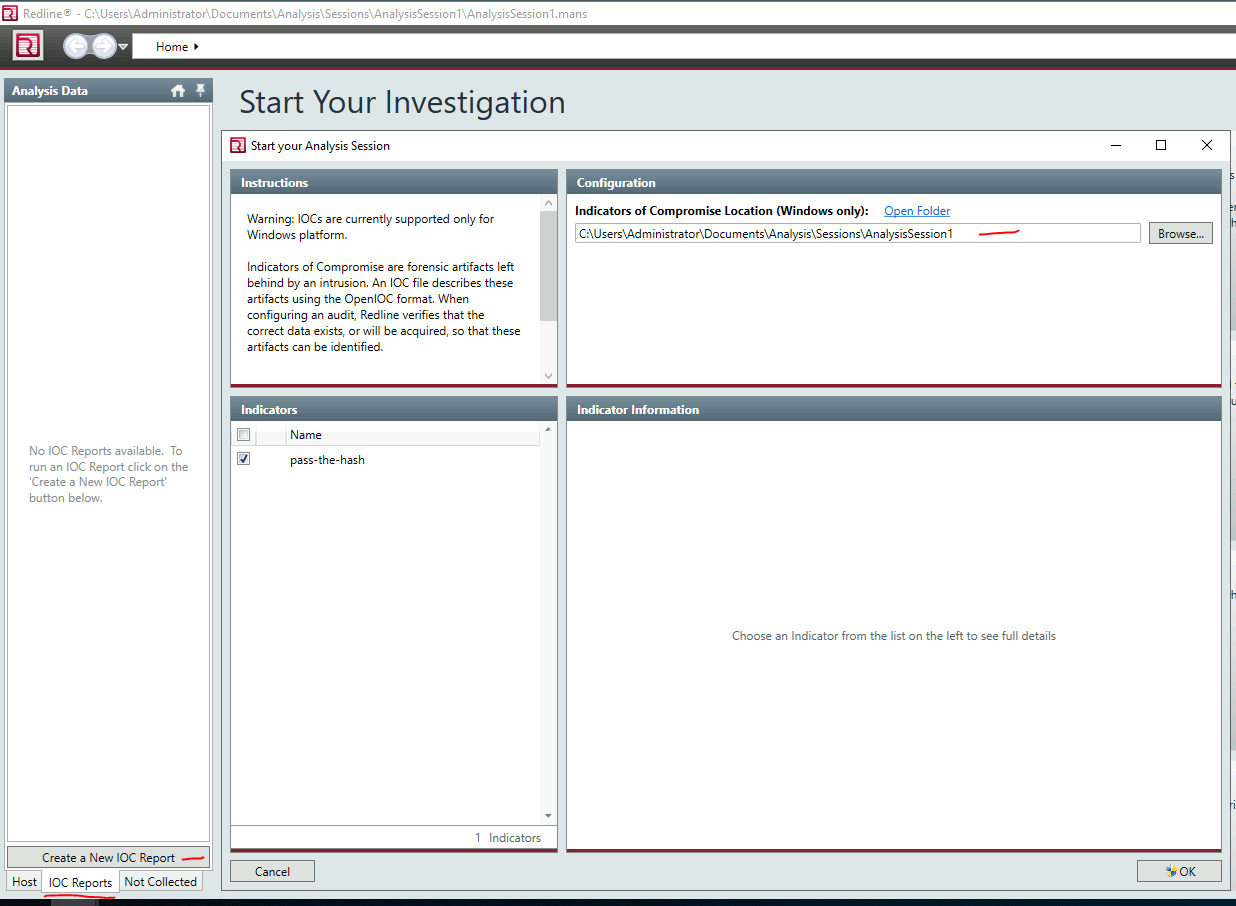 Redline® - C:\Users\Administrator\Documents\Analysis\Sessions\AnalysisSession1\AnalysisSession1.mans
Home
Analysis Data
Start Your Investigation
Start your Analysis Session
Instructions
Warning: IOCs are currently supported only for
Windows platform.
Indicators of Compromise are forensic artifacts left
behind by an intrusion. An IOC file describes these
artifacts using the OpenIOC format. When
configuring an audit, Redline verifies that the
correct data exists, or will be acquired, so that these
artifacts can be identified.
Configuration
Indicators of Compromise Location (Windows only): Open Folder
C:\Users\Administrator\Documents\Analysis\Sessions\AnalysisSession1
Browse...
Indicators
Name
pass-the-hash
1 Indicators
Indicator Information
Choose an Indicator from the list on the left to see full details
No IOC Reports available. To
run an IOC Report click on the
'Create a New IOC Report'
button below.
Create a New IOC Report
Host
IOC Reports
Not Collected
Cancel
OK